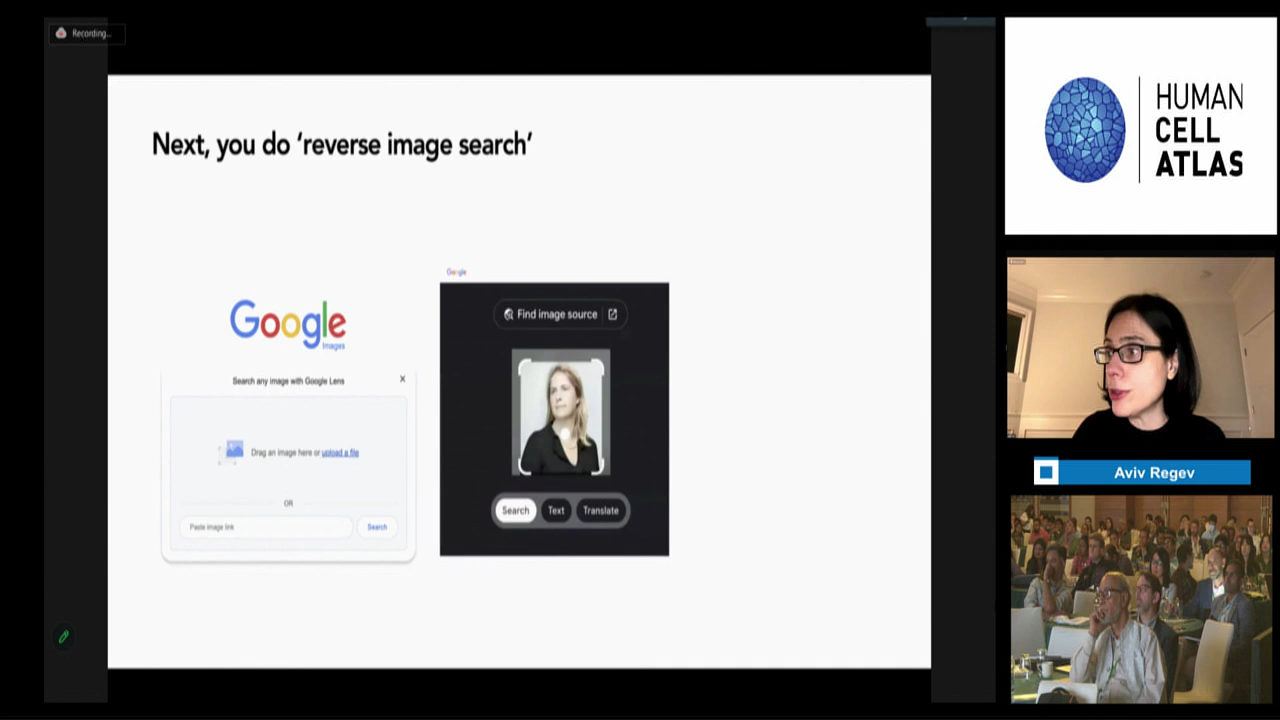 Recording...
Next, you do ‘reverse image search’
Google
Images
Search any image with Google Lens
Drag an image here or upload a file
OR
Paste image link
Search
Google
Find image source
Search
Text
Translate
HUMAN
CELL
ATLAS
Aviv Regev